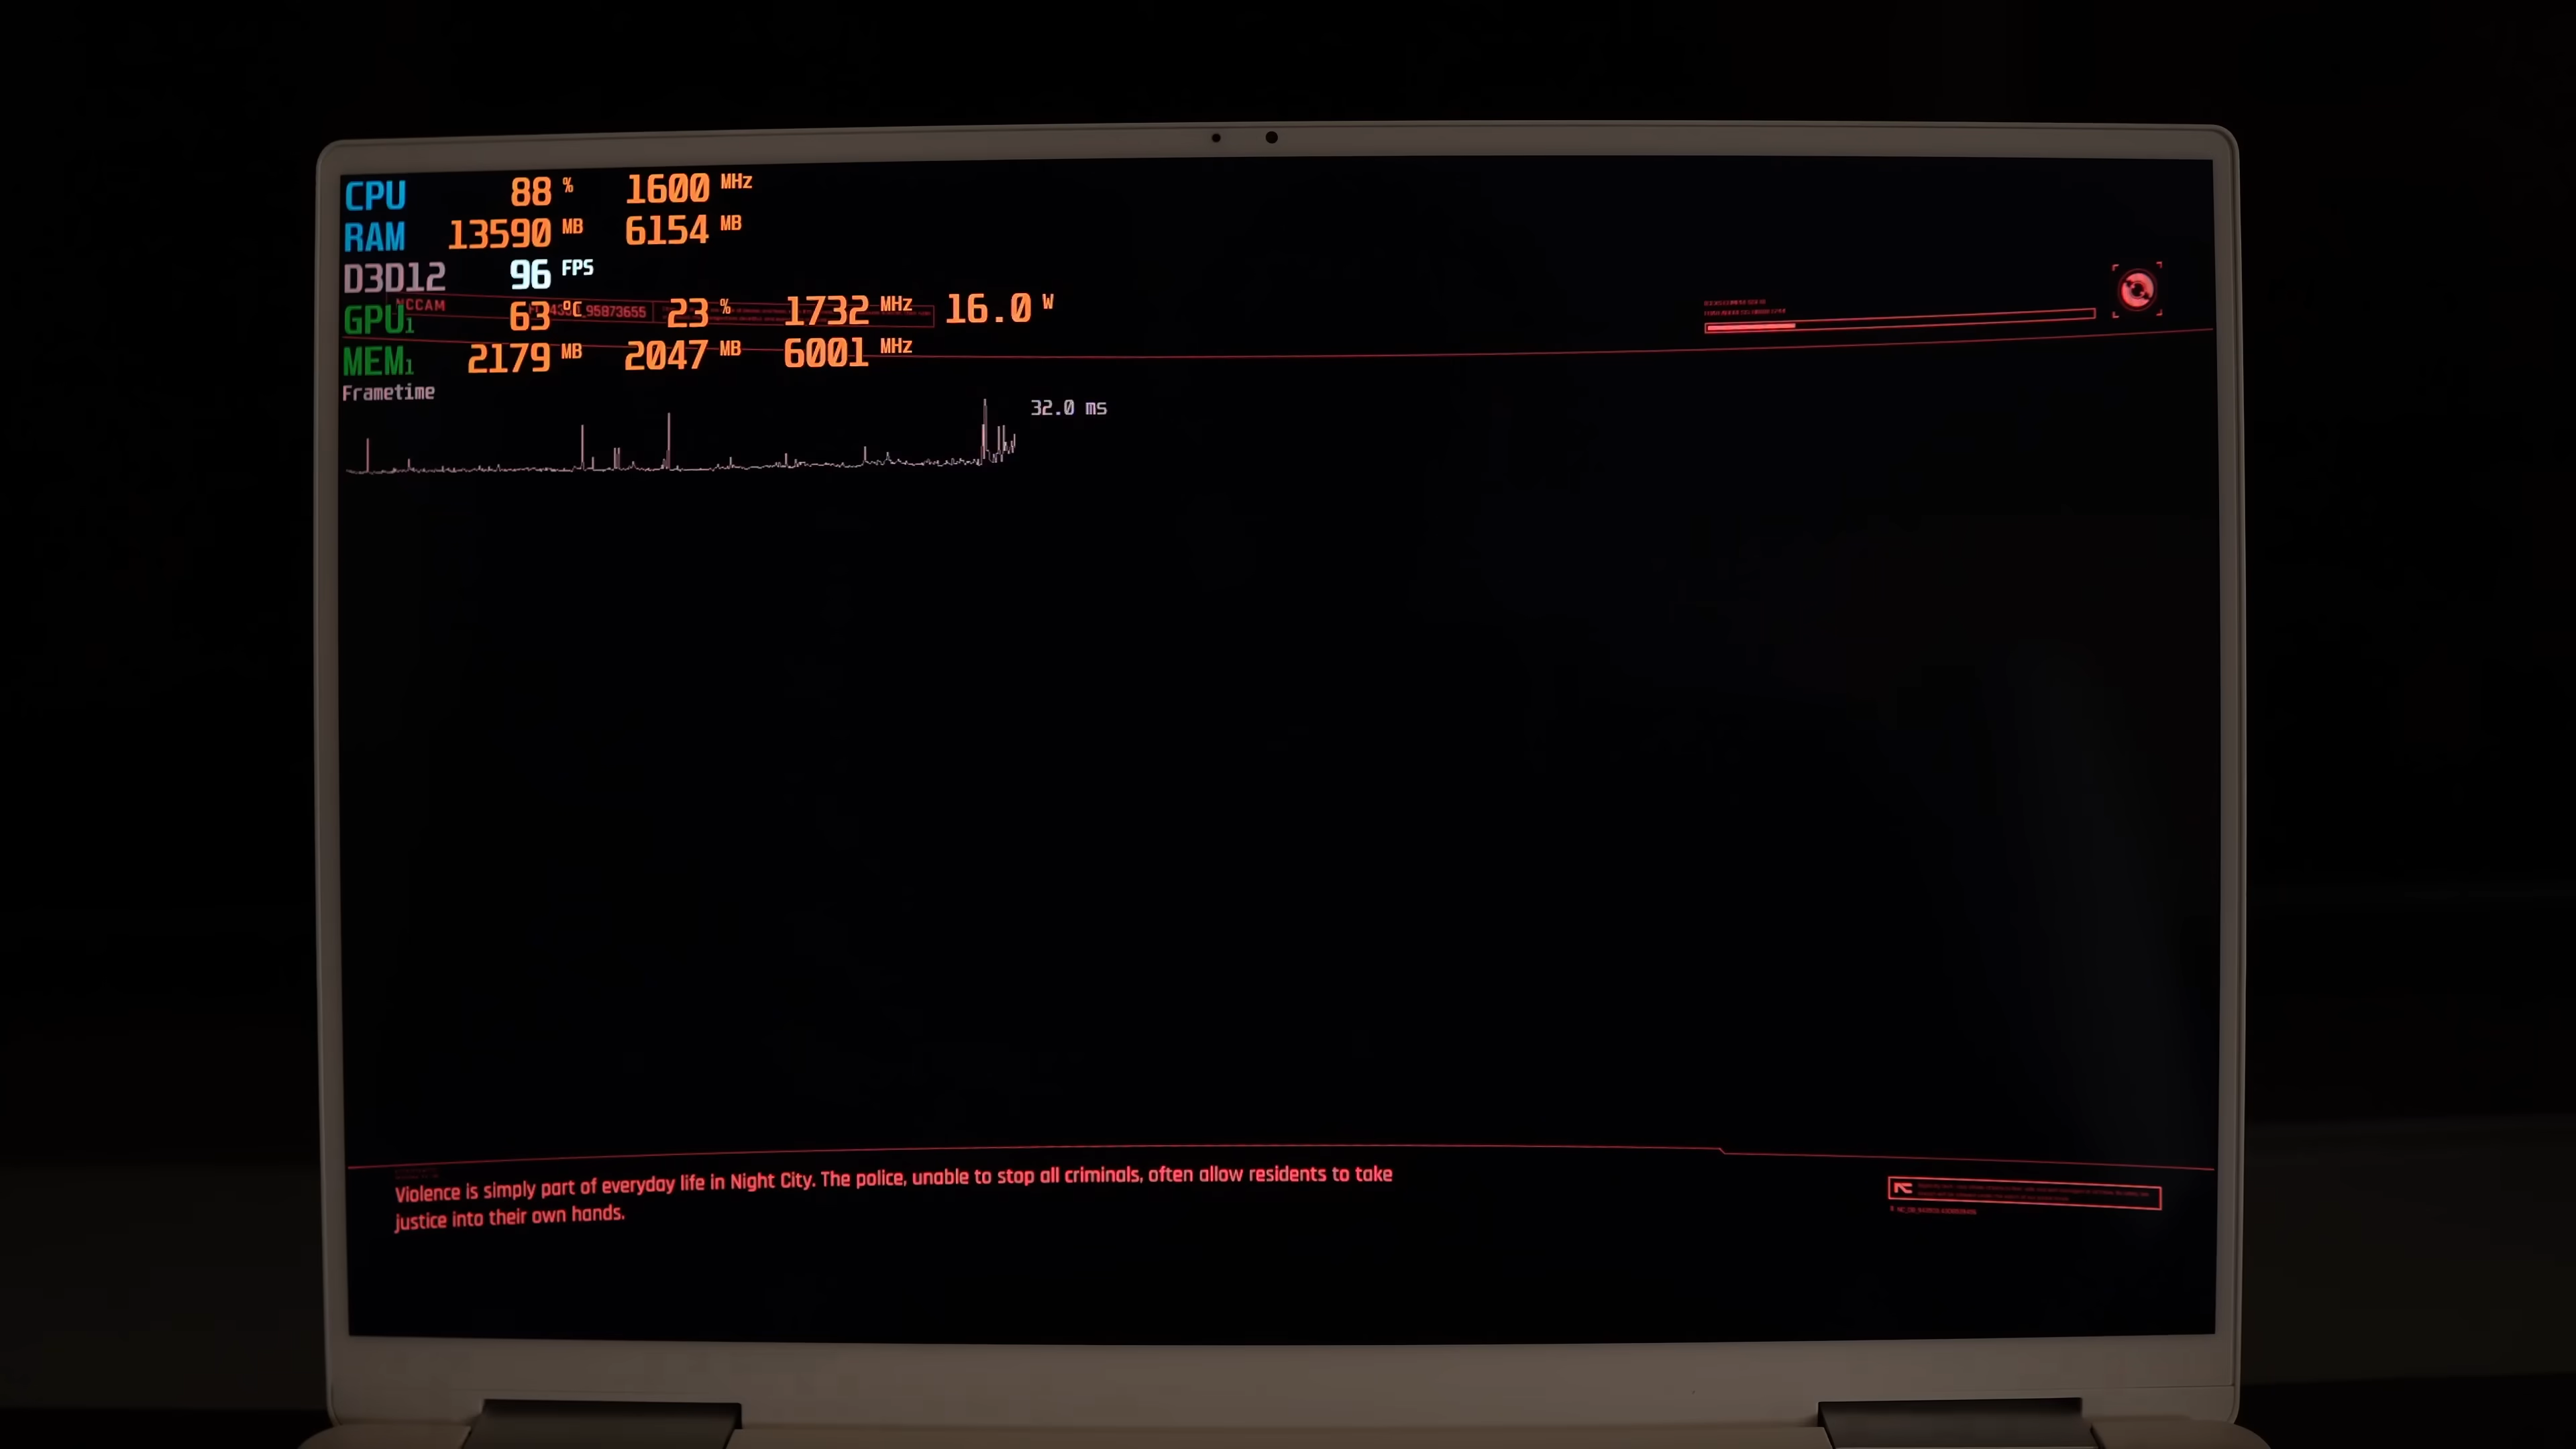 CPU 88 % 1600 MHz
RAM 13590 MB 6154 MB
D3D12 96 FPS
NCCAM
GPU1 63 °C 23 % 1732 MHz 16.0 W
MEM1 2179 MB 2047 MB 6001 MHz
Frametime
32.0 ms
Violence is simply part of everyday life in Night City. The police, unable to stop all criminals, often allow residents to take
justice into their own hands.